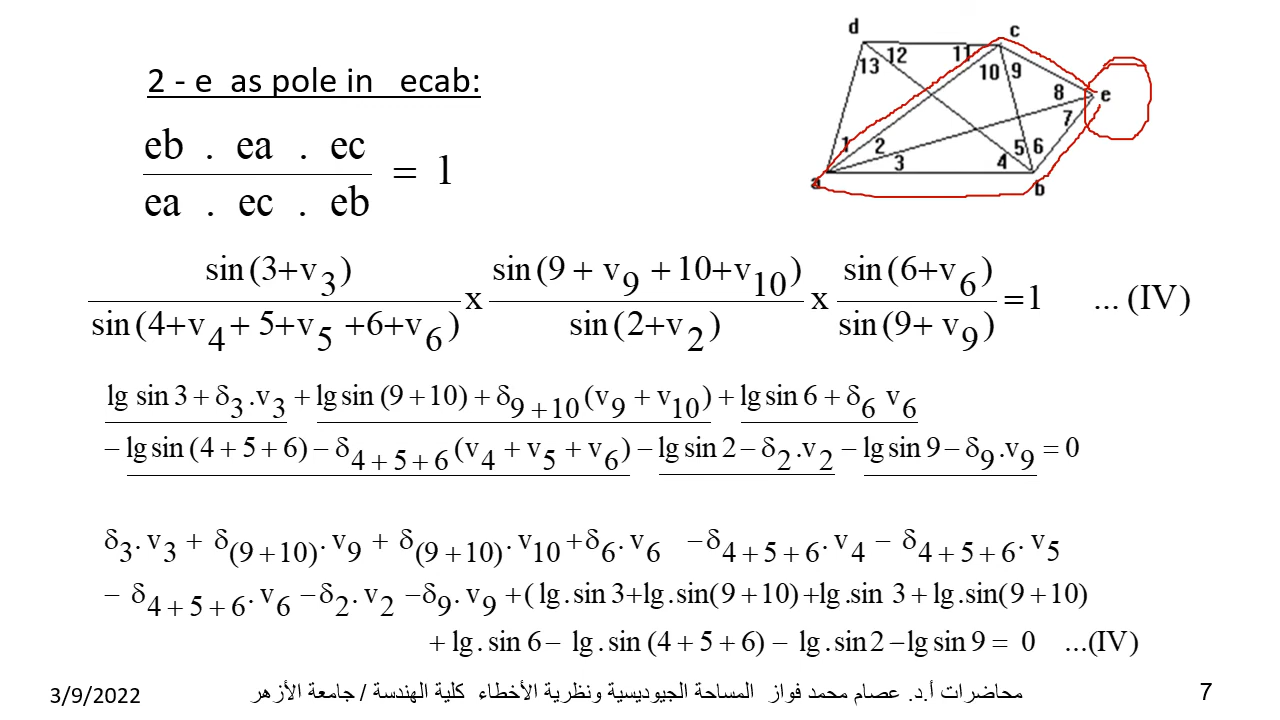 2 - e as pole in ecab:
eb . ea . ec
ea . ec . eb
= 1
d
c
12
11
13
10
9
8
e
7
1
2
5
6
3
4
a
b
sin (3+v₃)
sin (4+v₄ + 5+v₅ +6+v₆)
x
sin (9 + v₉ + 10+v₁₀)
sin (2+v₂)
x
sin (6+v₆)
sin (9+ v₉)
=1 ... (IV)
lg sin 3 + δ₃ .v₃ + lg sin (9 + 10) + δ₉ ₊ ₁₀ (v₉ + v₁₀) + lg sin 6 + δ₆ v₆
– lg sin (4 + 5 + 6) – δ₄ ₊ ₅ ₊ ₆ (v₄ + v₅ + v₆) – lg sin 2 – δ₂ .v₂ – lg sin 9 – δ₉ .v₉ = 0
δ₃. v₃ + δ₍₉ ₊ ₁₀₎. v₉ + δ₍₉ ₊ ₁₀₎. v₁₀ +δ₆. v₆ –δ₄ ₊ ₅ ₊ ₆. v₄ – δ₄ ₊ ₅ ₊ ₆. v₅
– δ₄ ₊ ₅ ₊ ₆. v₆ –δ₂. v₂ –δ₉. v₉ +( lg .sin 3+lg .sin( 9 +10) +lg .sin 3 + lg .sin(9 +10)
+ lg . sin 6 – lg . sin (4 + 5 + 6) – lg . sin 2 –lg sin 9 = 0 ...(IV)
3/9/2022
محاضرات أ.د. عصام محمد فواز المساحة الجيوديسية ونظرية الأخطاء كلية الهندسة / جامعة الأزهر
7